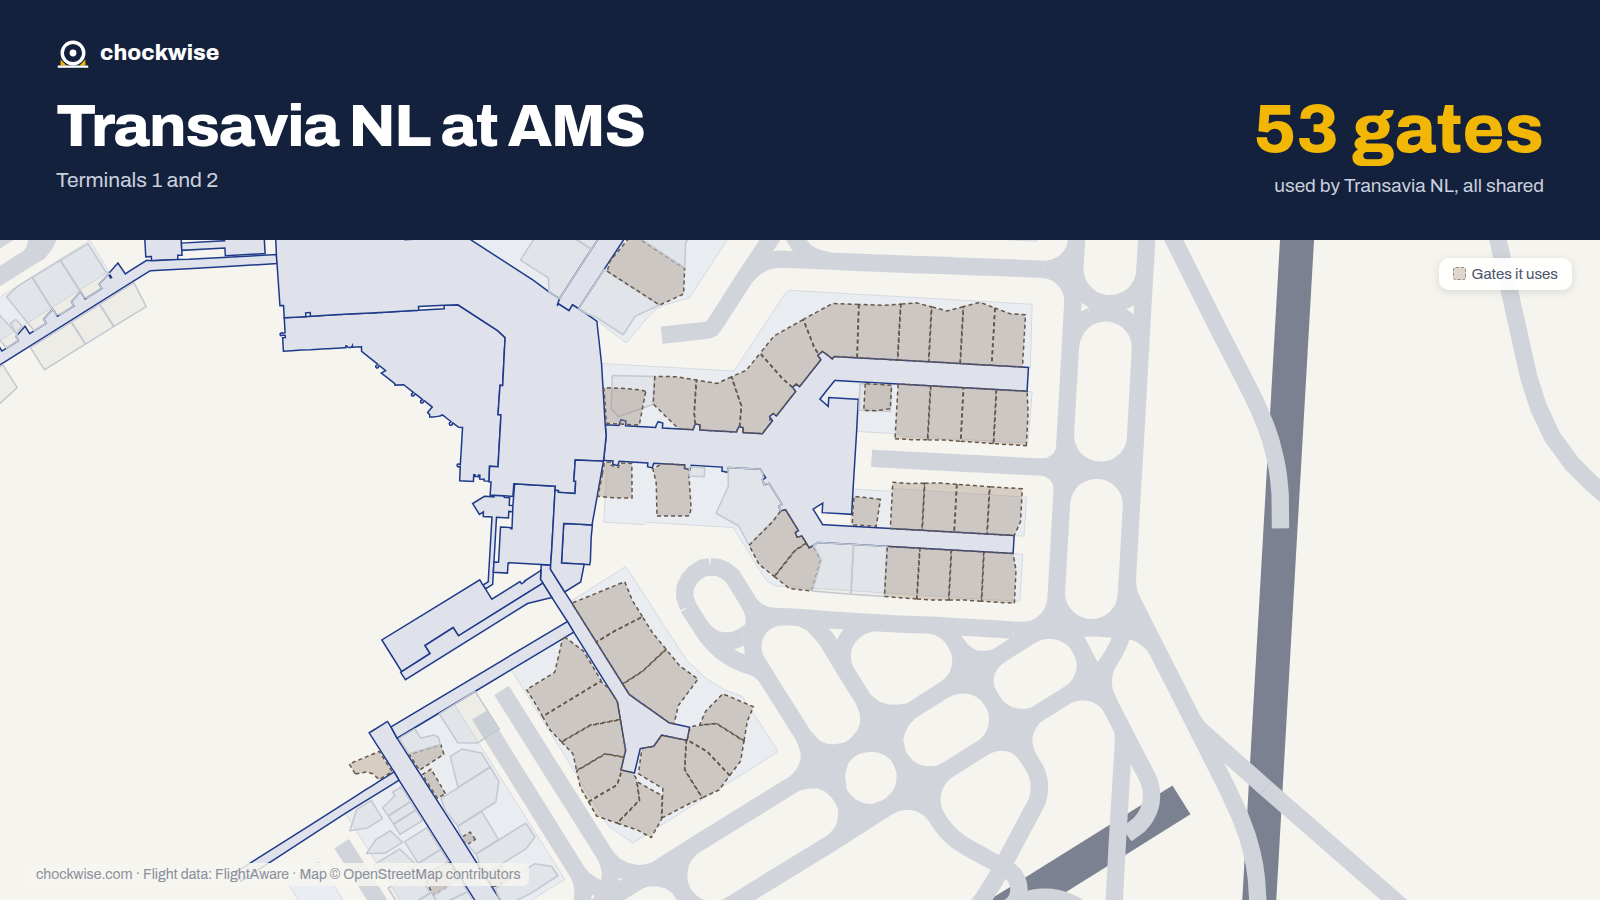 chockwise
Transavia NL at AMS
Terminals 1 and 2
53 gates
used by Transavia NL, all shared
Gates it uses
chockwise.com · Flight data: FlightAware · Map © OpenStreetMap contributors